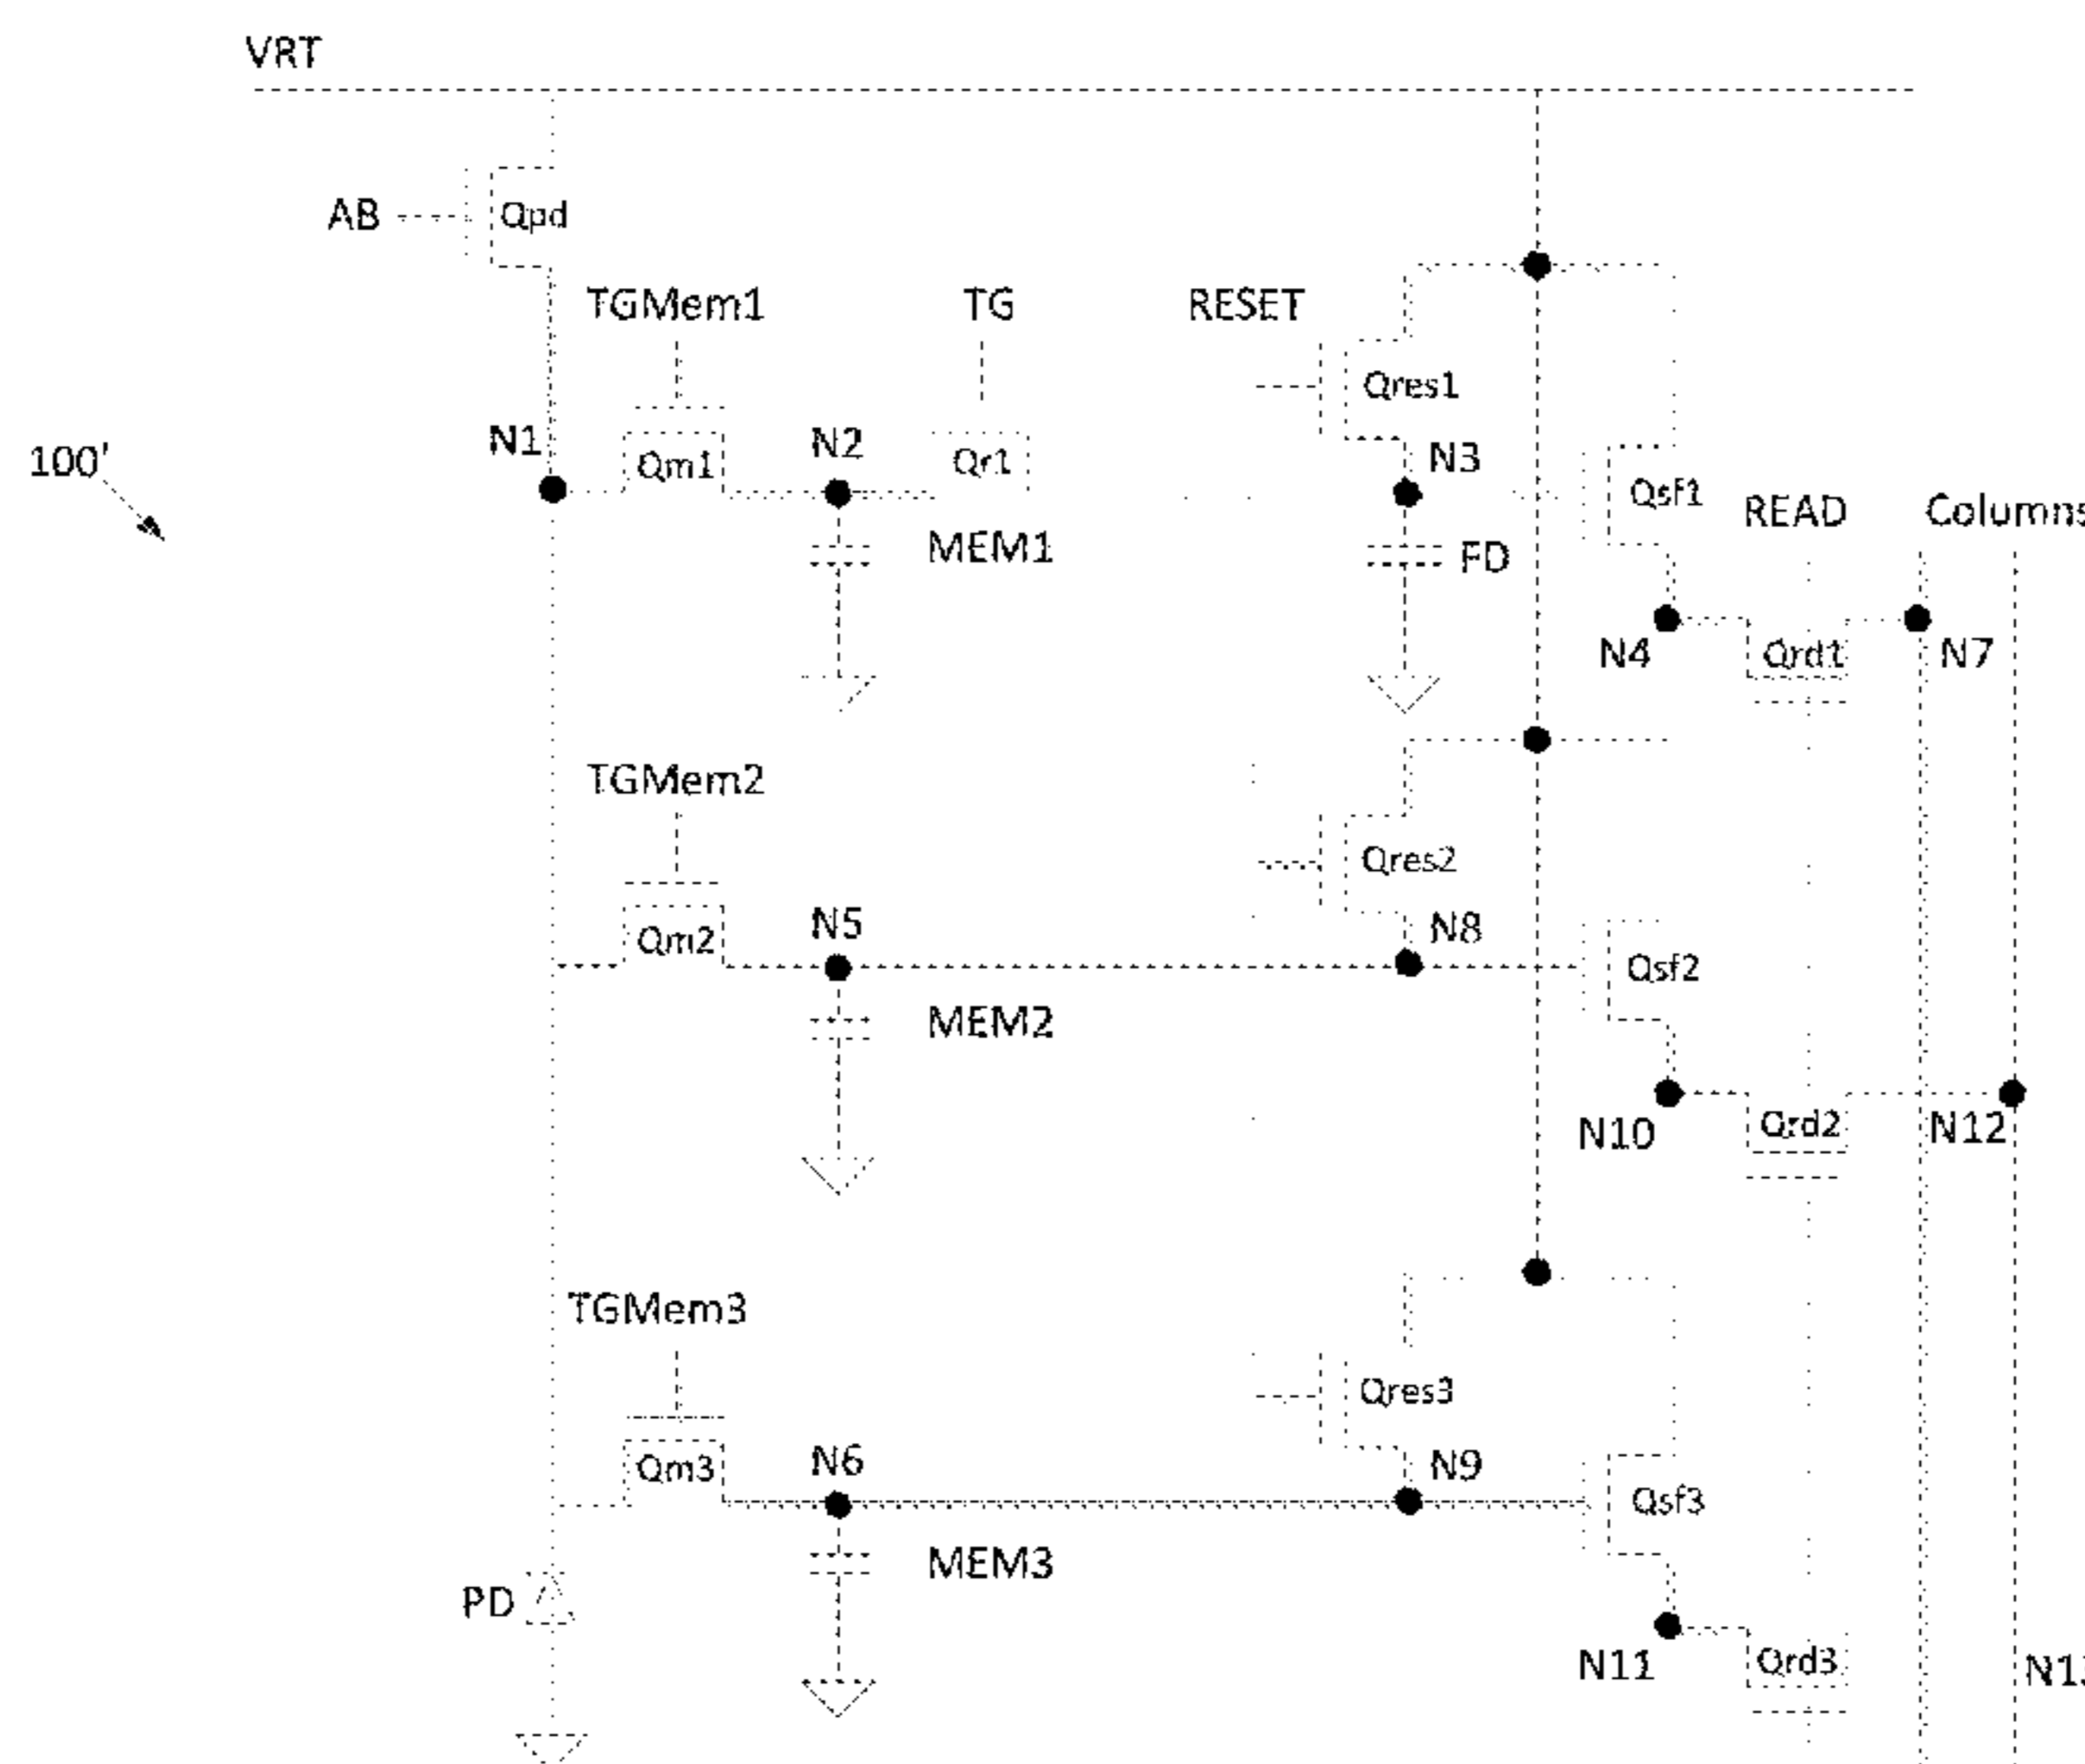 VRT
AB
Qpd
TGMem1
TG
RESET
Qres1
N1
Qm1
N2
Qr1
N3
Qsf1
READ
Columns
100'
MEM1
FD
N4
Qrd1
N7
TGMem2
Qres2
Qm2
N5
N8
Qsf2
MEM2
N10
Qrd2
N12
TGMem3
Qres3
Qm3
N6
N9
Qsf3
MEM3
PD
N11
Qrd3